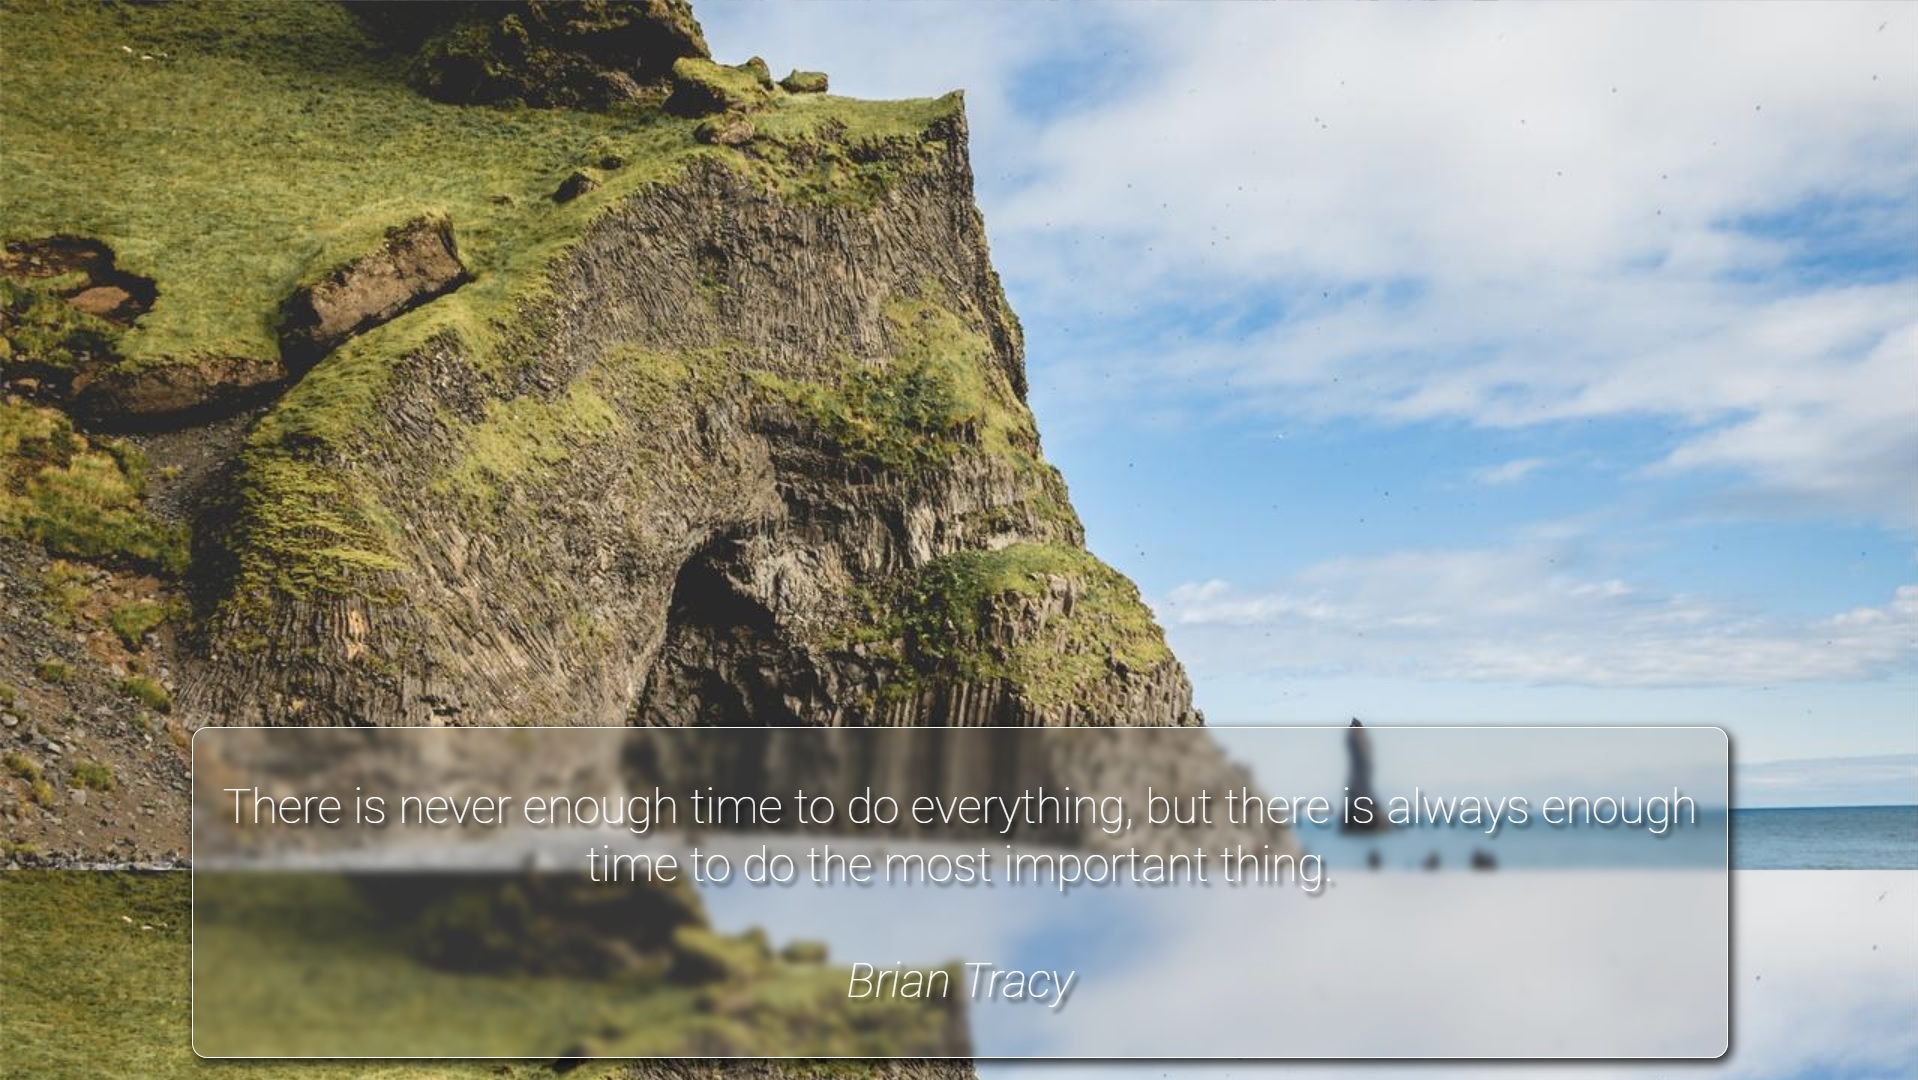 There is never enough time to do everything, but there is always enough
time to do the most important thing.
Brian Tracy